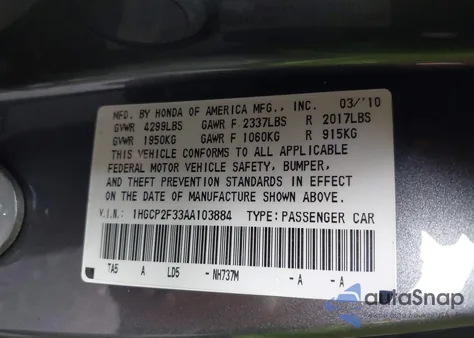 MFD. BY HONDA OF AMERICA MFG., INC. 03/'10
GVWR 4299LBS GAWR F 2337LBS R 2017LBS
GVWR 1950KG GAWR F 1060KG R 915KG
THIS VEHICLE CONFORMS TO ALL APPLICABLE
FEDERAL MOTOR VEHICLE SAFETY, BUMPER,
AND THEFT PREVENTION STANDARDS IN EFFECT
ON THE DATE OF MANUFACTURE SHOWN ABOVE.
V.I.N.: 1HGCP2F33AA103884 TYPE: PASSENGER CAR
TA5 A LD5 -NH737M -A -A
autoSnap